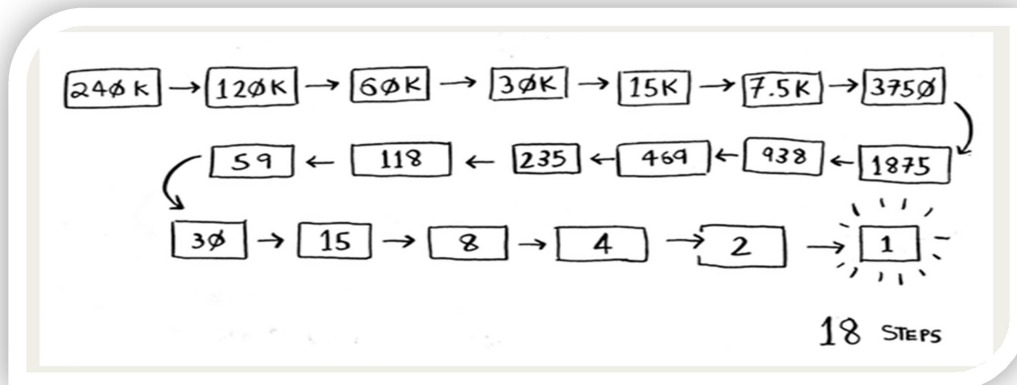 240K → 120K → 60K → 30K → 15K → 7.5K → 3750
59 ← 118 ← 235 ← 469 ← 938 ← 1875
30 → 15 → 8 → 4 → 2 → 1
18 STEPS